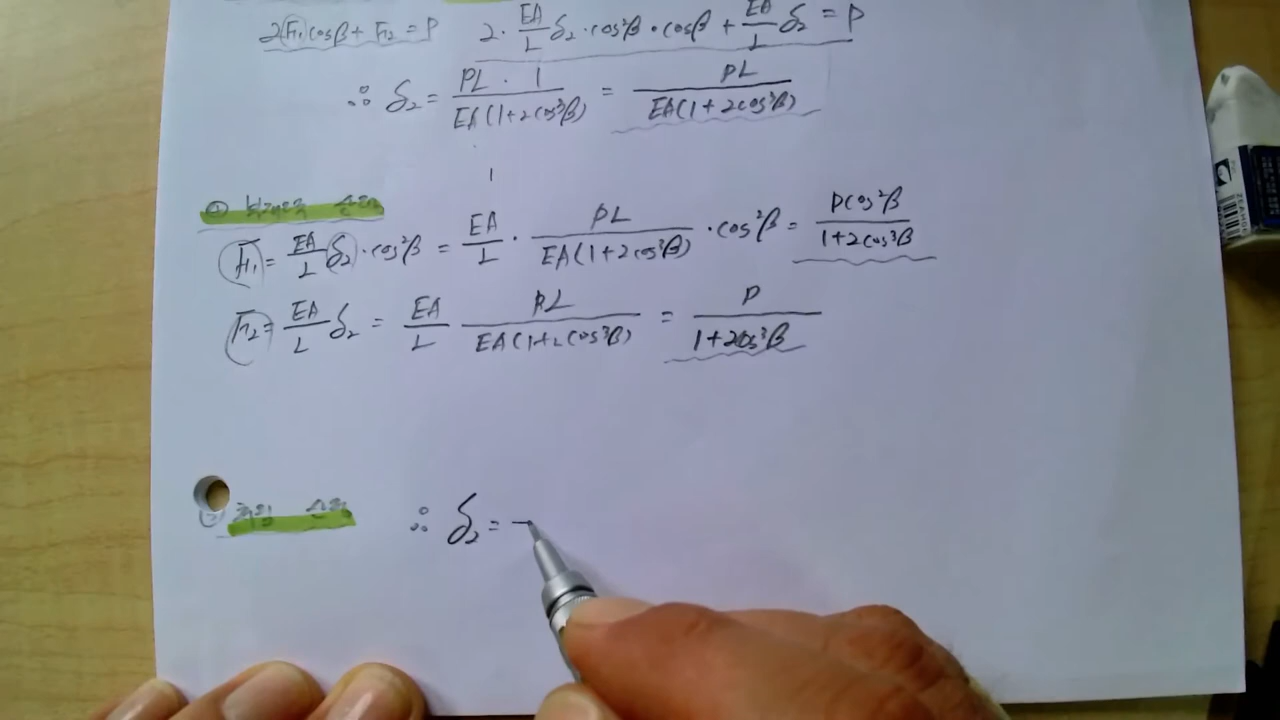 2F₁cosβ + F₂ = P 2·EA/L δ₂·cos²β·cosβ + EA/L δ₂ = P
∴ δ₂ = PL·1/EA(1+2cos³β) = PL/EA(1+2cos³β)
F₁ = EA/L δ₂·cos²β = EA/L · PL/EA(1+2cos³β) ·cos²β = Pcos²β/1+2cos³β
F₂ = EA/L δ₂ = EA/L PL/EA(1+2cos³β) = P/1+2cos³β
∴ δ₂ =